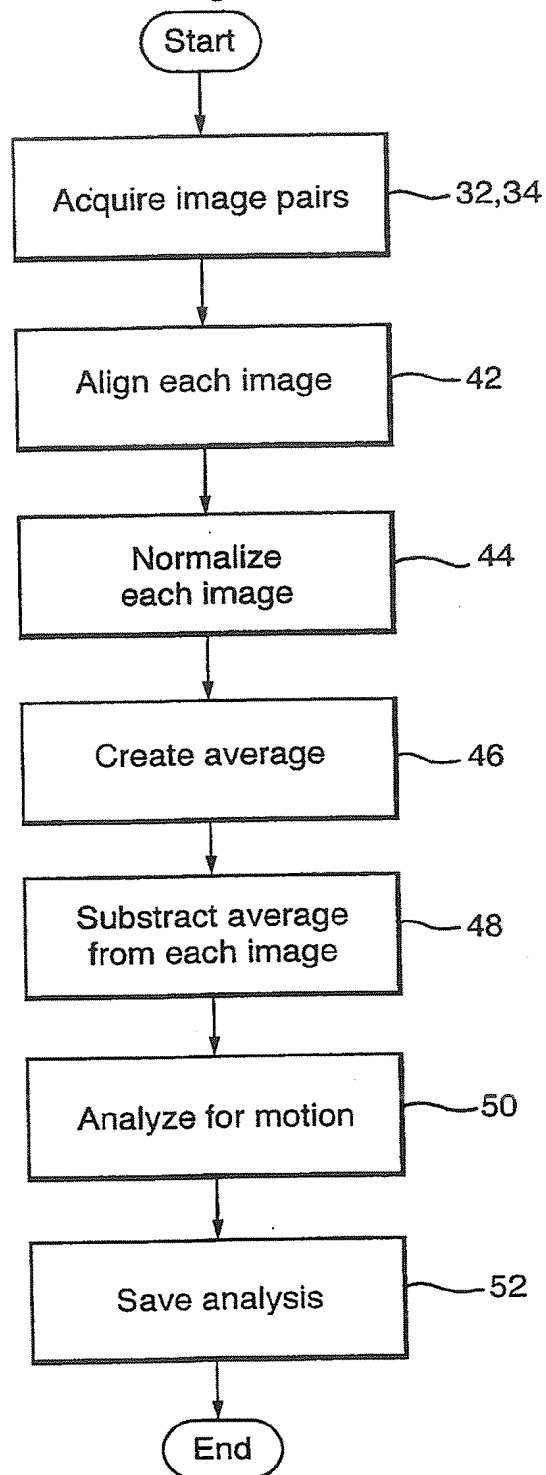 Start
Acquire image pairs
32,34
Align each image
42
Normalize
each image
44
Create average
46
Substract average
from each image
48
Analyze for motion
50
Save analysis
52
End